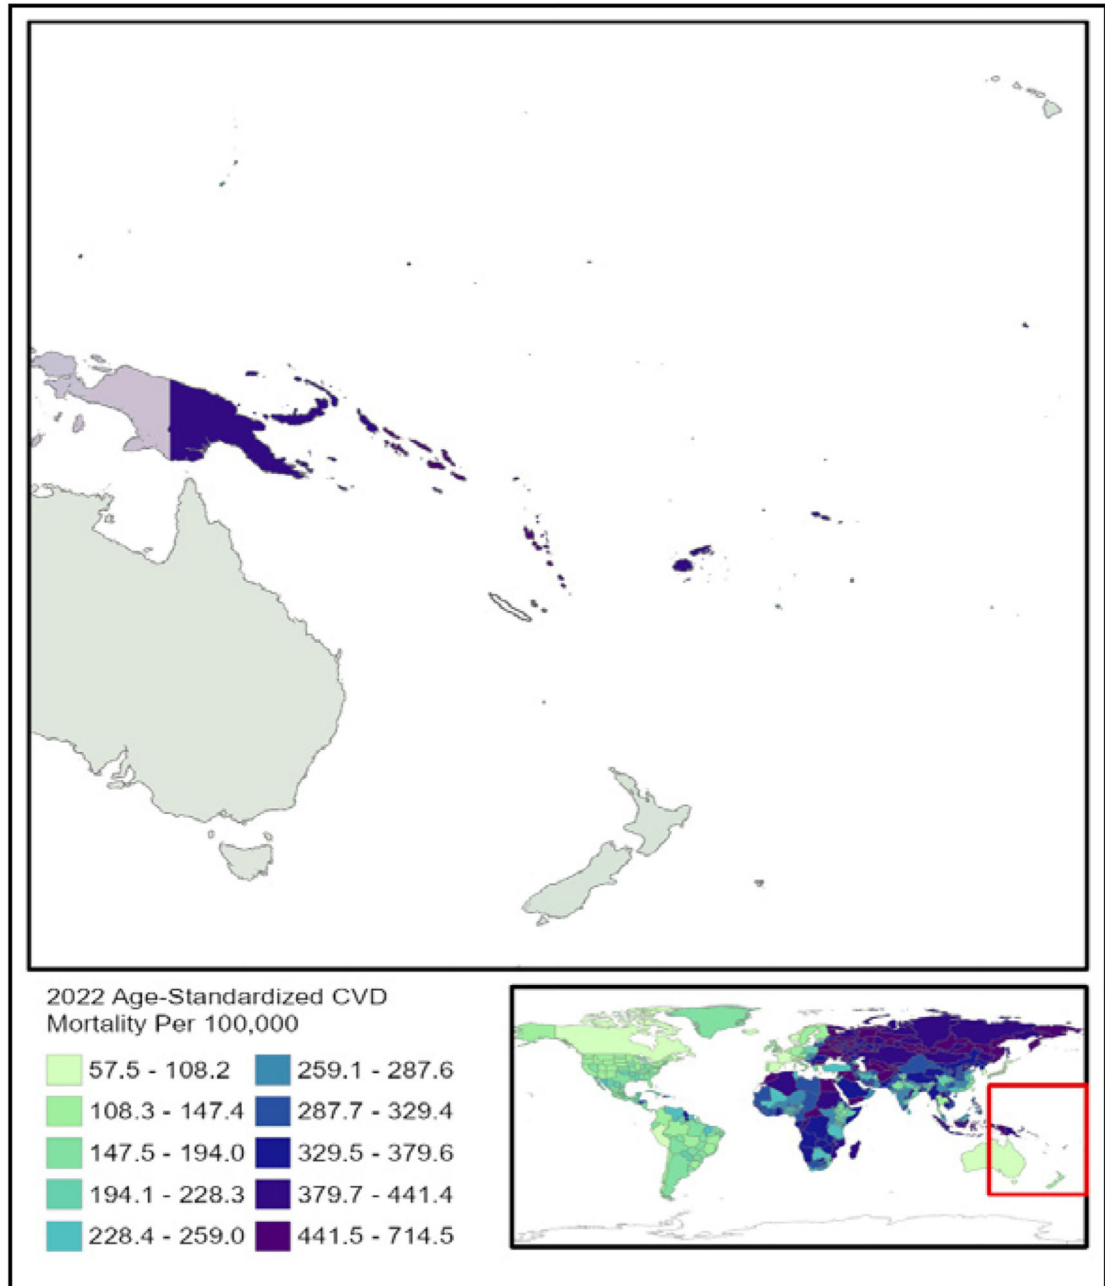 2022 Age-Standardized CVD
Mortality Per 100,000
57.5 - 108.2
108.3 - 147.4
147.5 - 194.0
194.1 - 228.3
228.4 - 259.0
259.1 - 287.6
287.7 - 329.4
329.5 - 379.6
379.7 - 441.4
441.5 - 714.5